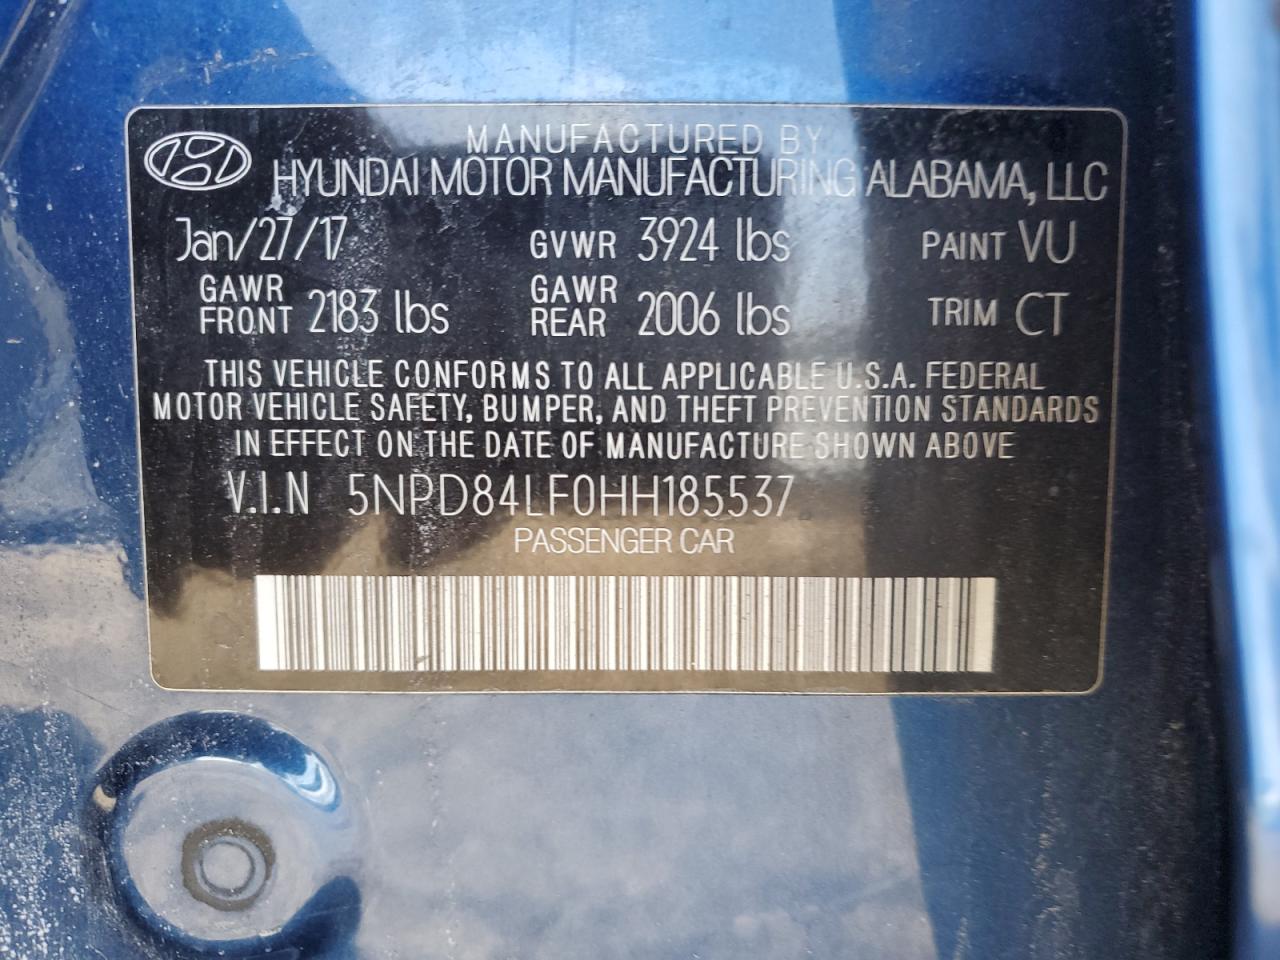 MANUFACTURED BY
HYUNDAI MOTOR MANUFACTURING ALABAMA, LLC
Jan/27/17 GVWR 3924 lbs PAINT VU
GAWR FRONT 2183 lbs GAWR REAR 2006 lbs TRIM CT
THIS VEHICLE CONFORMS TO ALL APPLICABLE U.S.A. FEDERAL
MOTOR VEHICLE SAFETY, BUMPER, AND THEFT PREVENTION STANDARDS
IN EFFECT ON THE DATE OF MANUFACTURE SHOWN ABOVE
V.I.N 5NPD84LF0HH185537
PASSENGER CAR